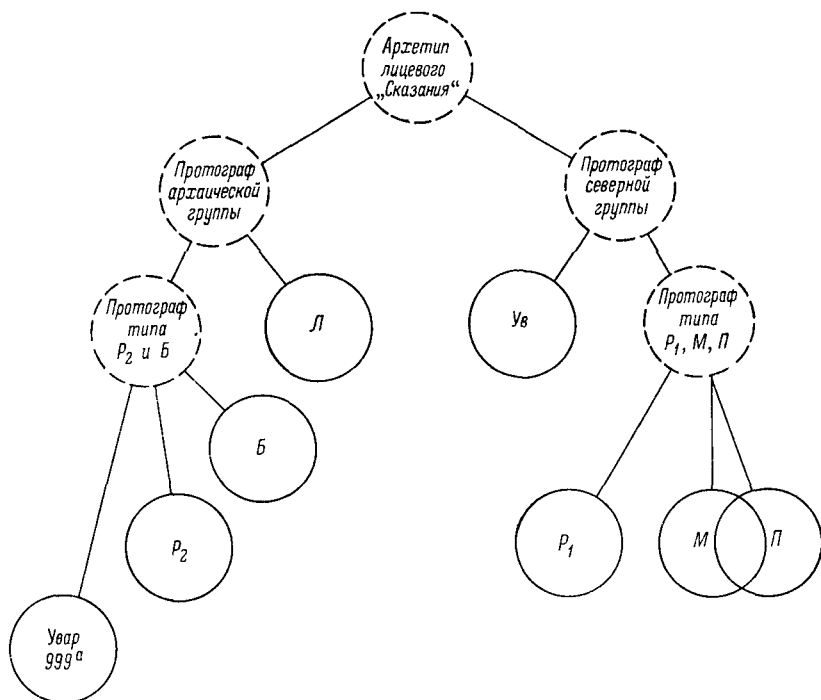 Архетип
лицевого
„Сказания“
Протограф
архаической
группы
Протограф
северной
группы
Протограф
типа
Р₂ и Б
Л
Ув
Протограф
типа
Р₁, М, П
Б
Р₂
Р₁
М
П
Увар
999ᵃ